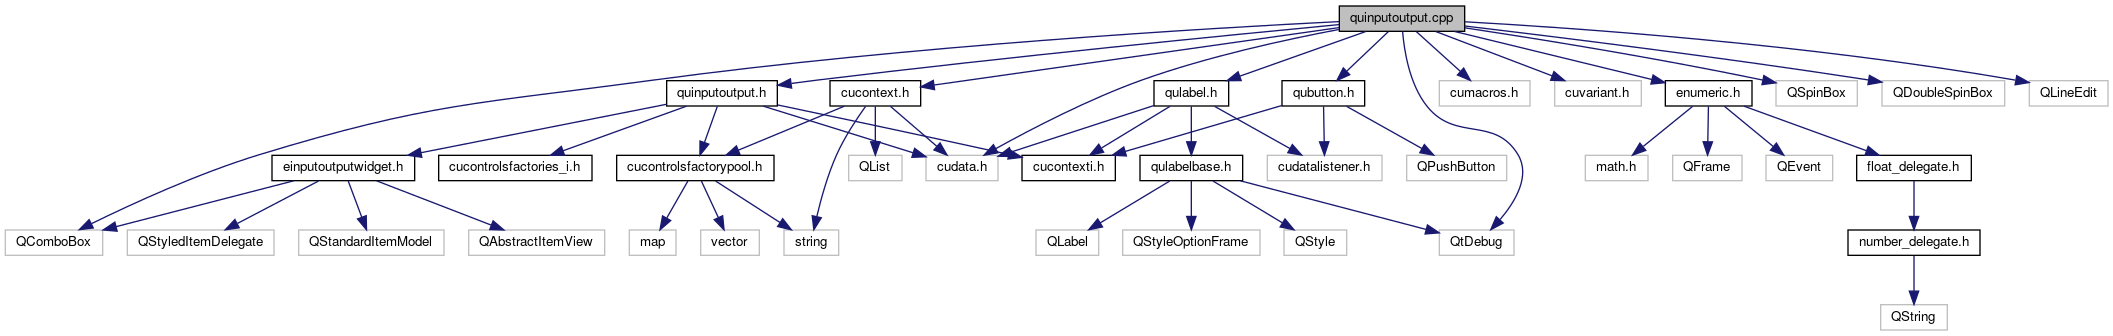 quinputoutput.cpp
quinputoutput.h
cucontext.h
qulabel.h
qubutton.h
cumacros.h
cuvariant.h
enumeric.h
QSpinBox
QDoubleSpinBox
QLineEdit
einputoutputwidget.h
cucontrolsfactories_i.h
cucontrolsfactorypool.h
QList
cudata.h
cucontexti.h
qulabelbase.h
cudatalistener.h
QPushButton
math.h
QFrame
QEvent
float_delegate.h
QComboBox
QStyledItemDelegate
QStandardItemModel
QAbstractItemView
map
vector
string
QLabel
QStyleOptionFrame
QStyle
QtDebug
number_delegate.h
QString